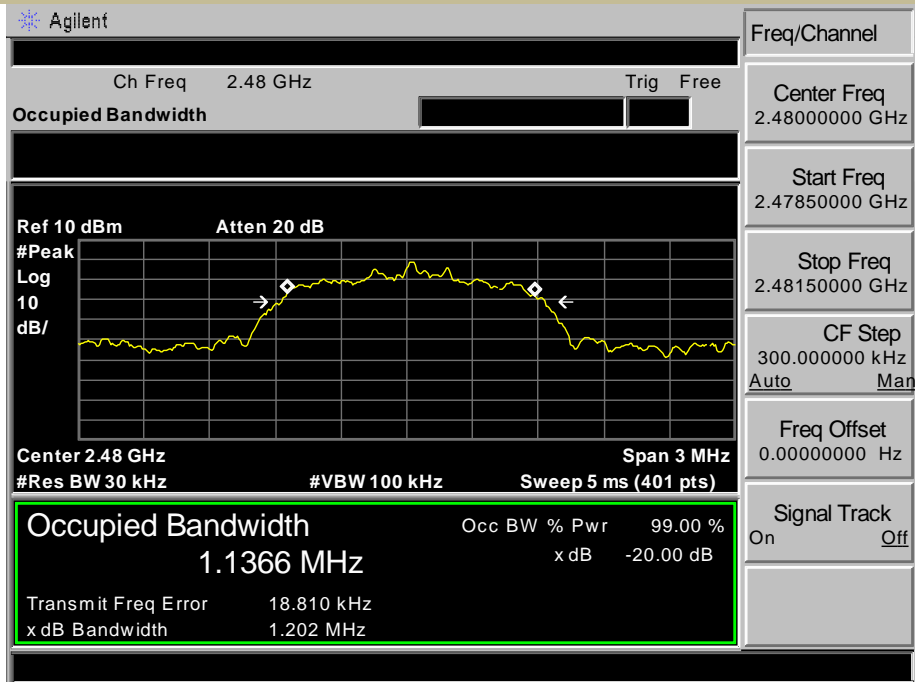 Agilent
Freq/Channel
Ch Freq 2.48 GHz Trig Free
Occupied Bandwidth
Center Freq
2.48000000 GHz
Start Freq
2.47850000 GHz
Stop Freq
2.48150000 GHz
CF Step
300.000000 kHz
Auto Man
Freq Offset
0.00000000 Hz
Signal Track
On Off
Ref 10 dBm Atten 20 dB
#Peak
Log
10
dB/
Center 2.48 GHz Span 3 MHz
#Res BW 30 kHz #VBW 100 kHz Sweep 5 ms (401 pts)
Occupied Bandwidth Occ BW % Pwr 99.00 %
1.1366 MHz x dB -20.00 dB
Transmit Freq Error 18.810 kHz
x dB Bandwidth 1.202 MHz